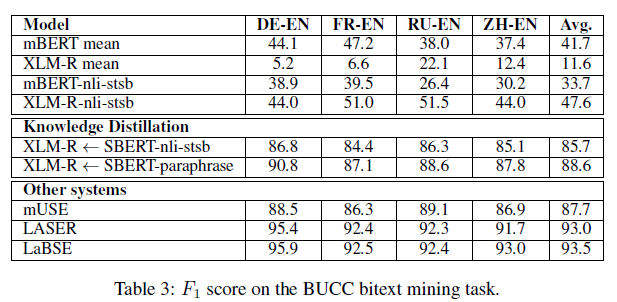 Model DE-EN FR-EN RU-EN ZH-EN Avg.
mBERT mean 44.1 47.2 38.0 37.4 41.7
XLM-R mean 5.2 6.6 22.1 12.4 11.6
mBERT-nli-stsb 38.9 39.5 26.4 30.2 33.7
XLM-R-nli-stsb 44.0 51.0 51.5 44.0 47.6
Knowledge Distillation
XLM-R ← SBERT-nli-stsb 86.8 84.4 86.3 85.1 85.7
XLM-R ← SBERT-paraphrase 90.8 87.1 88.6 87.8 88.6
Other systems
mUSE 88.5 86.3 89.1 86.9 87.7
LASER 95.4 92.4 92.3 91.7 93.0
LaBSE 95.9 92.5 92.4 93.0 93.5
Table 3: F₁ score on the BUCC bitext mining task.